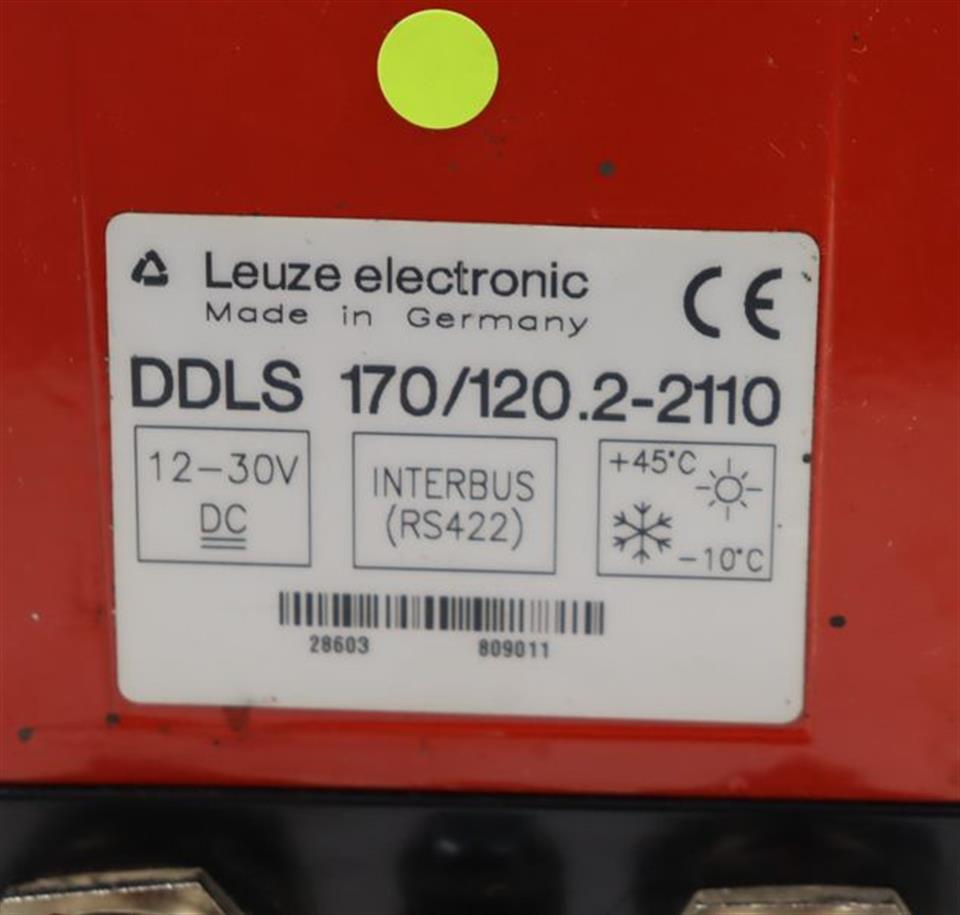 Leuze electronic
Made in Germany
CE
DDLS 170/120.2-2110
12-30V
DC
INTERBUS
(RS422)
+45°C
-10°C
28603 809011